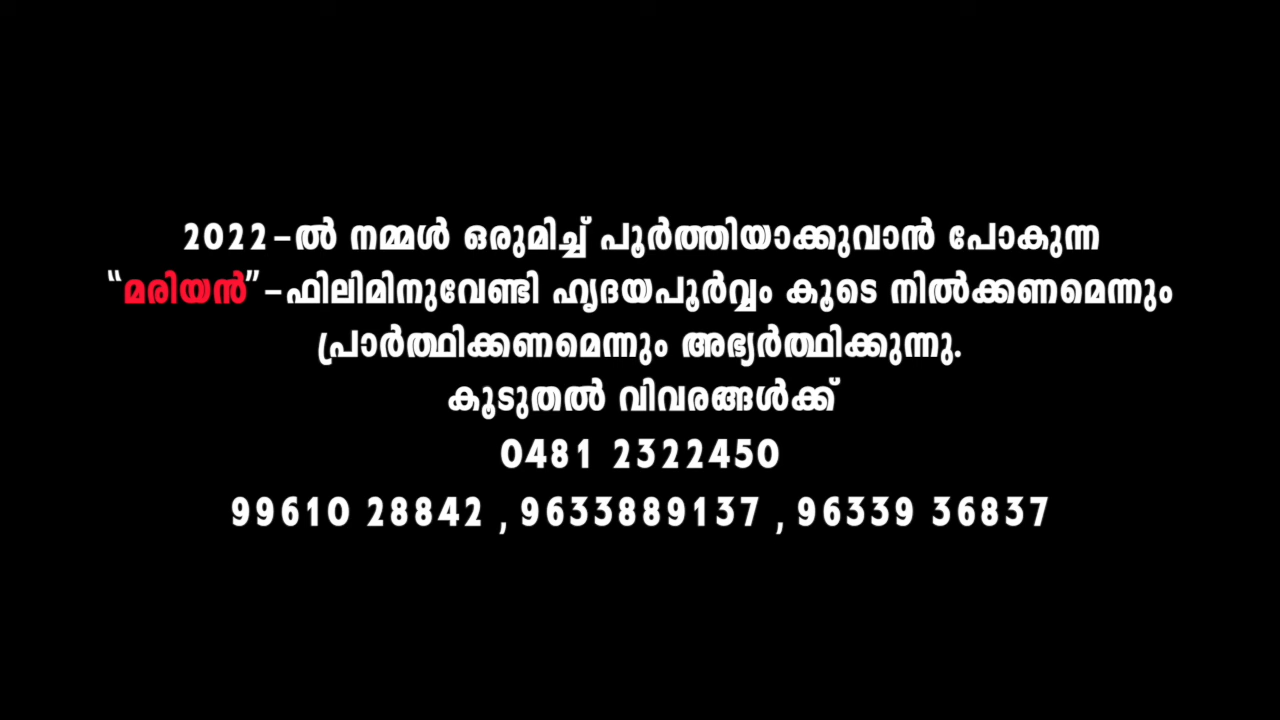 2022-ൽ നമ്മൾ ഒരുമിച്ച് പൂർത്തിയാക്കുവാൻ പോകുന്ന
“മരിയൻ”-ഫിലിമിനുവേണ്ടി ഹൃദയപൂർവ്വം കൂടെ നിൽക്കണമെന്നും
പ്രാർത്ഥിക്കണമെന്നും അഭ്യർത്ഥിക്കുന്നു.
കൂടുതൽ വിവരങ്ങൾക്ക്
0481 2322450
99610 28842 , 9633889137 , 96339 36837